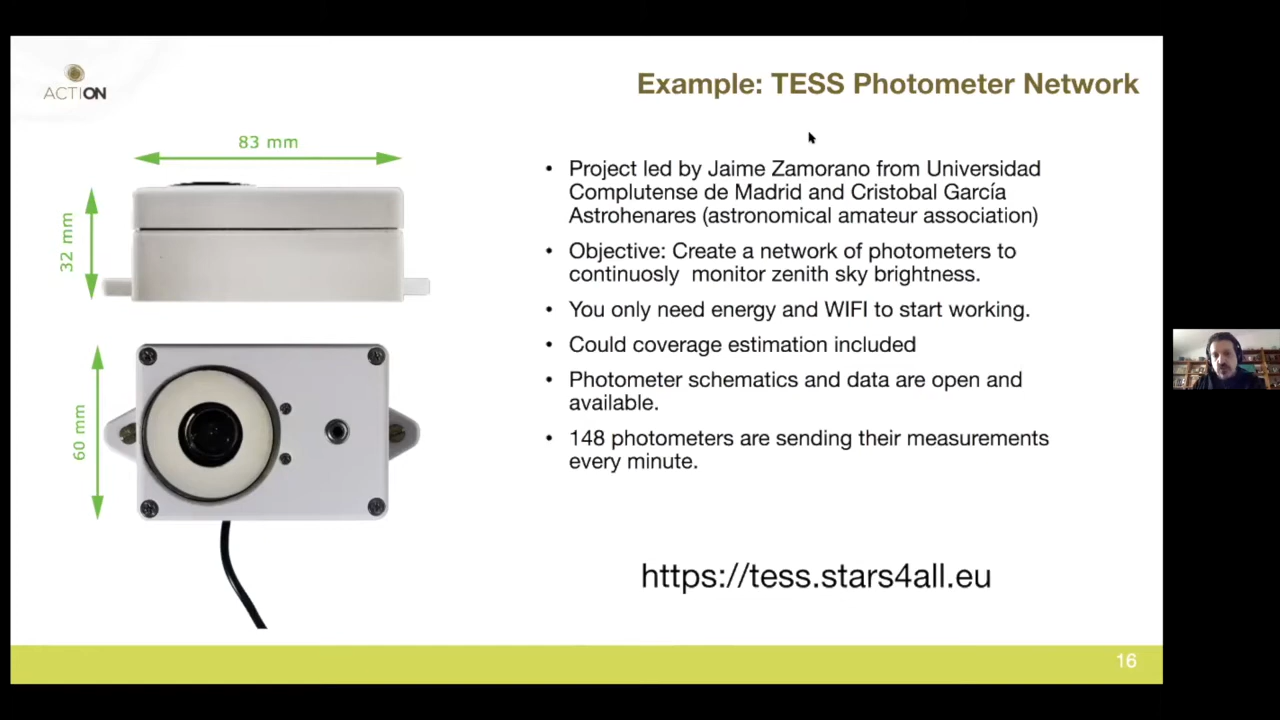 ACTION
Example: TESS Photometer Network
83 mm
32 mm
60 mm
• Project led by Jaime Zamorano from Universidad
Complutense de Madrid and Cristobal García
Astrohenares (astronomical amateur association)
• Objective: Create a network of photometers to
continuosly monitor zenith sky brightness.
• You only need energy and WIFI to start working.
• Could coverage estimation included
• Photometer schematics and data are open and
available.
• 148 photometers are sending their measurements
every minute.
https://tess.stars4all.eu
16